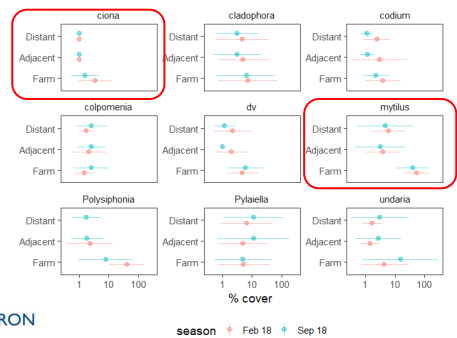 ciona cladophora codium
Distant Distant Distant
Adjacent Adjacent Adjacent
Farm Farm Farm
colpomenia dv mytilus
Distant Distant Distant
Adjacent Adjacent Adjacent
Farm Farm Farm
Polysiphonia Pylaiella undaria
Distant Distant Distant
Adjacent Adjacent Adjacent
Farm Farm Farm
1 10 100 1 10 100 1 10 100
% cover
RON
season Feb 18 Sep 18